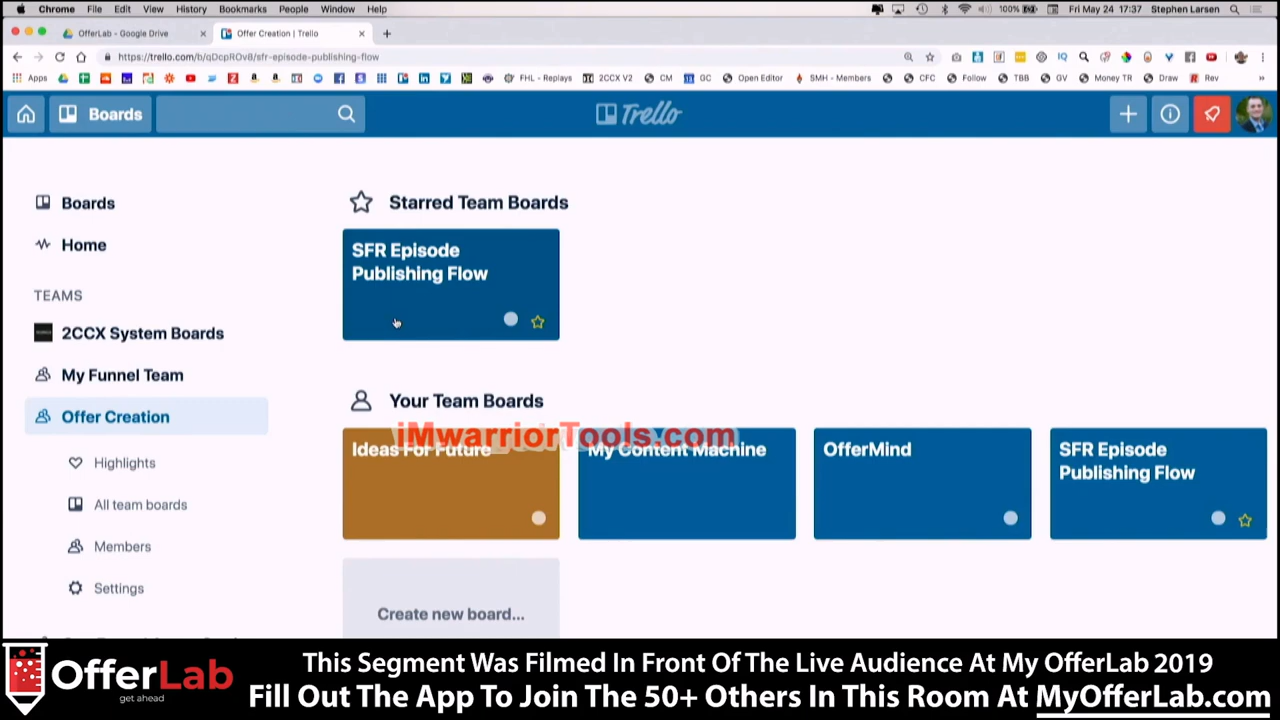 Chrome File Edit View History Bookmarks People Window Help 100% Fri May 24 17:37 Stephen Larsen
OfferLab - Google Drive Offer Creation | Trello
https://trello.com/b/qDcpROv8/sfr-episode-publishing-flow
Apps FHL - Replays 2CCX V2 CM GC Open Editor SMH - Members CFC Follow TBB GV Money TR Draw Rev
Boards Trello
Boards
Home
TEAMS
2CCX System Boards
My Funnel Team
Offer Creation
Highlights
All team boards
Members
Settings
Starred Team Boards
SFR Episode
Publishing Flow
Your Team Boards
iMwarriorTools.com
Ideas For Future
My Content Machine
OfferMind
SFR Episode
Publishing Flow
Create new board...
OfferLab
get ahead
This Segment Was Filmed In Front Of The Live Audience At My OfferLab 2019
Fill Out The App To Join The 50+ Others In This Room At MyOfferLab.com